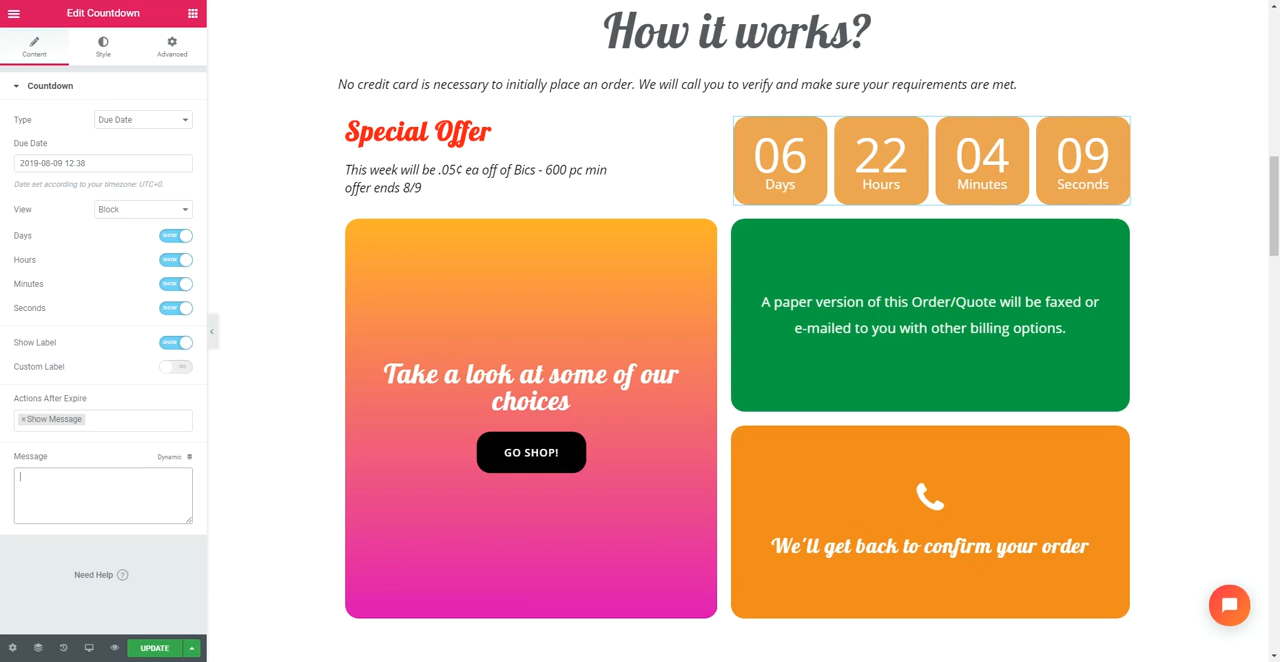 Edit Countdown
Content
Style
Advanced
Countdown
Type
Due Date
Due Date
2019-08-09 12:38
Date set according to your timezone: UTC+0.
View
Block
Days
SHOW
Hours
SHOW
Minutes
SHOW
Seconds
SHOW
Show Label
SHOW
Custom Label
NO
Actions After Expire
× Show Message
Message
Dynamic
Need Help ?
UPDATE
How it works?
No credit card is necessary to initially place an order. We will call you to verify and make sure your requirements are met.
Special Offer
This week will be .05¢ ea off of Bics - 600 pc min
offer ends 8/9
06
Days
22
Hours
04
Minutes
09
Seconds
Take a look at some of our
choices
GO SHOP!
A paper version of this Order/Quote will be faxed or
e-mailed to you with other billing options.
We'll get back to confirm your order